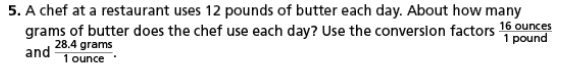 5. A chef at a restaurant uses 12 pounds of butter each day. About how many
grams of butter does the chef use each day? Use the conversion factors 16 ounces/1 pound
and 28.4 grams/1 ounce.